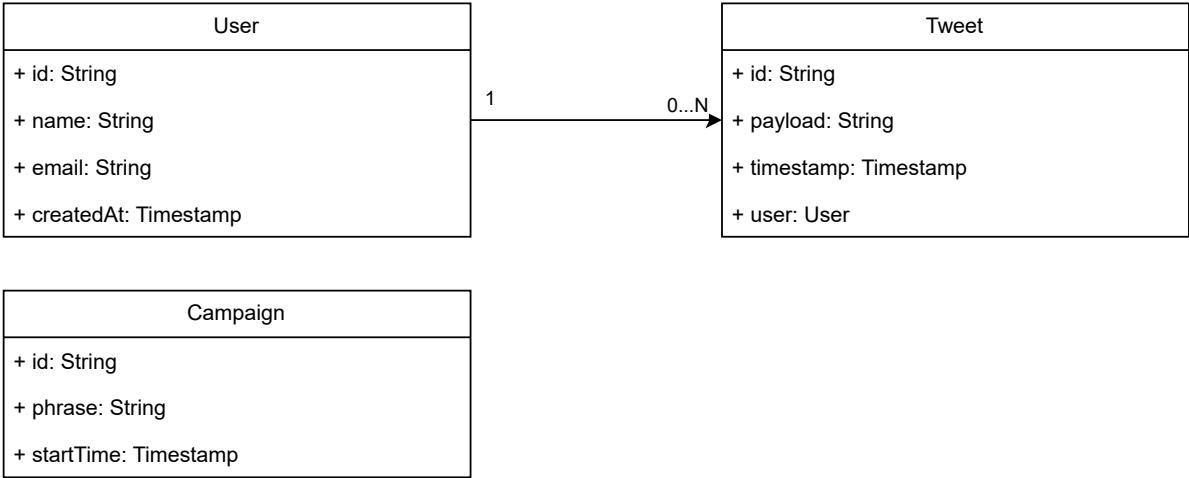 User
+ id: String
+ name: String
+ email: String
+ createdAt: Timestamp
1
0...N
Tweet
+ id: String
+ payload: String
+ timestamp: Timestamp
+ user: User
Campaign
+ id: String
+ phrase: String
+ startTime: Timestamp